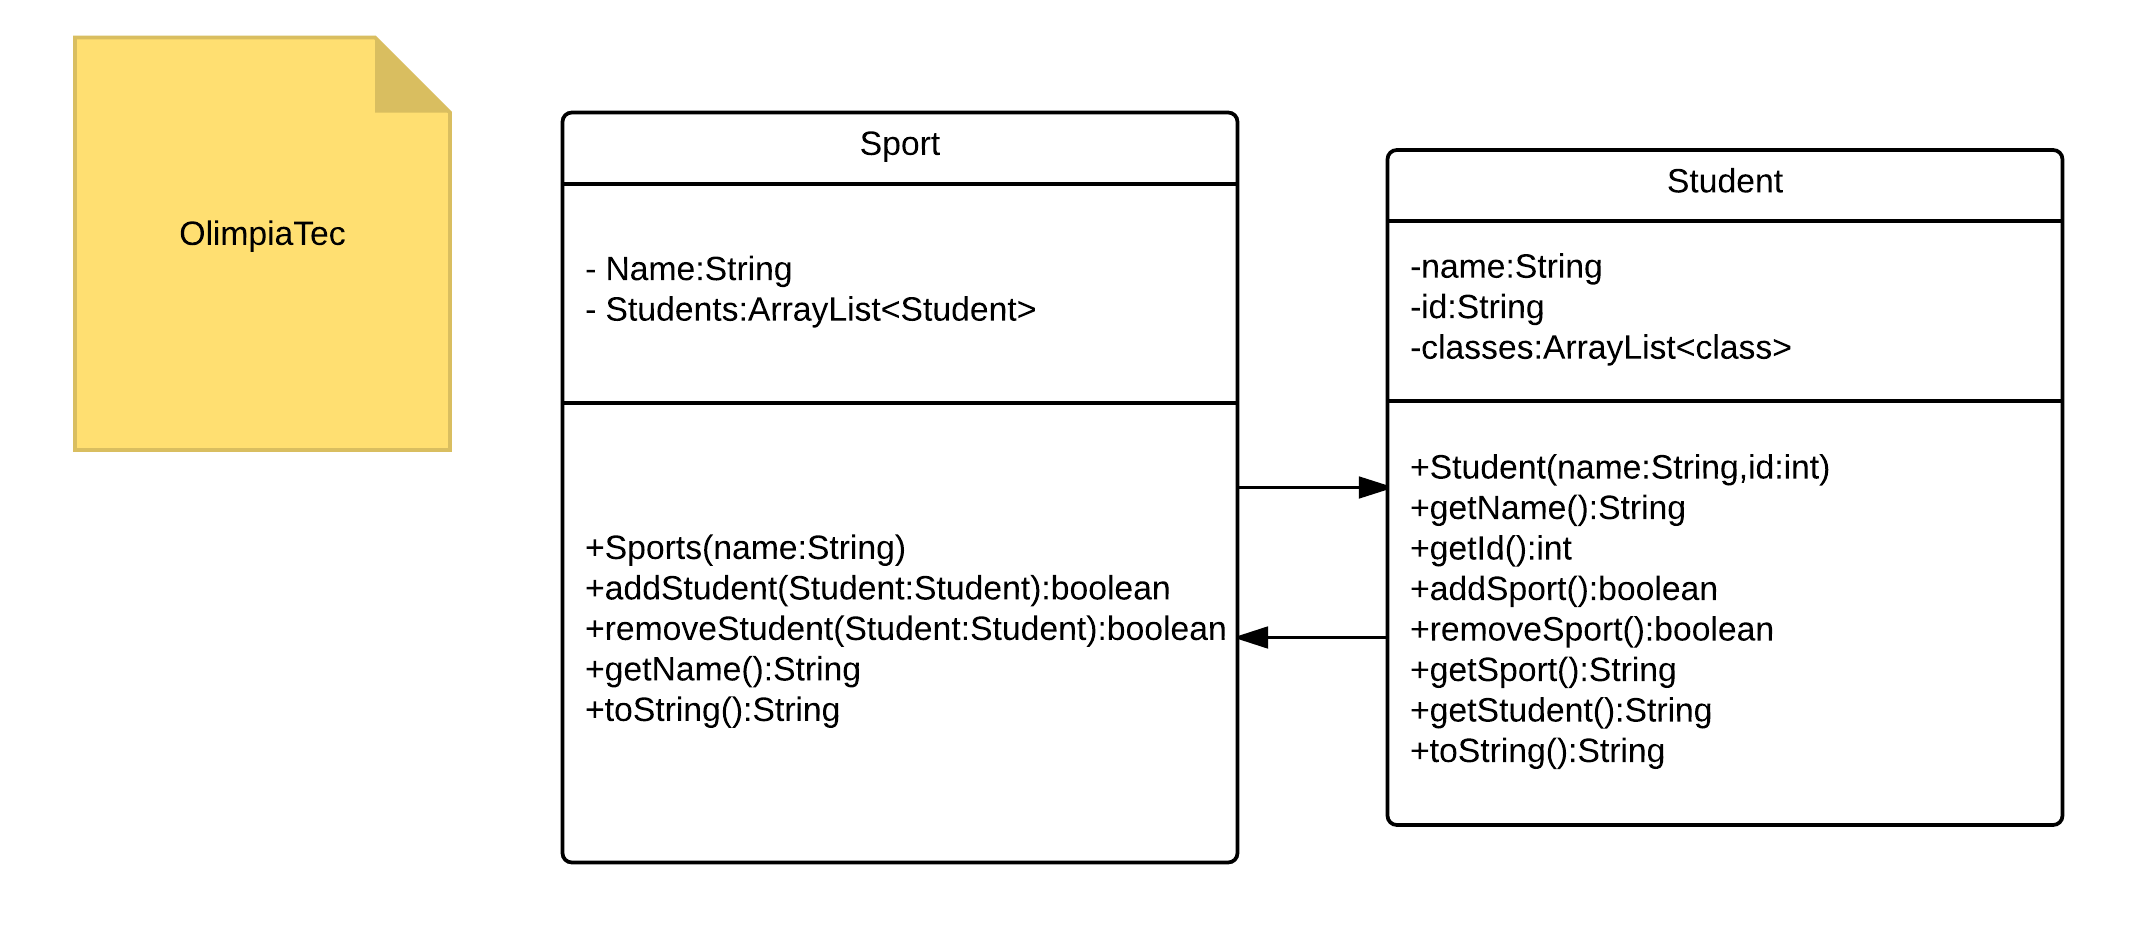 OlimpiaTec
Sport
- Name:String
- Students:ArrayList<Student>
+Sports(name:String)
+addStudent(Student:Student):boolean
+removeStudent(Student:Student):boolean
+getName():String
+toString():String
Student
-name:String
-id:String
-classes:ArrayList<class>
+Student(name:String,id:int)
+getName():String
+getId():int
+addSport():boolean
+removeSport():boolean
+getSport():String
+getStudent():String
+toString():String